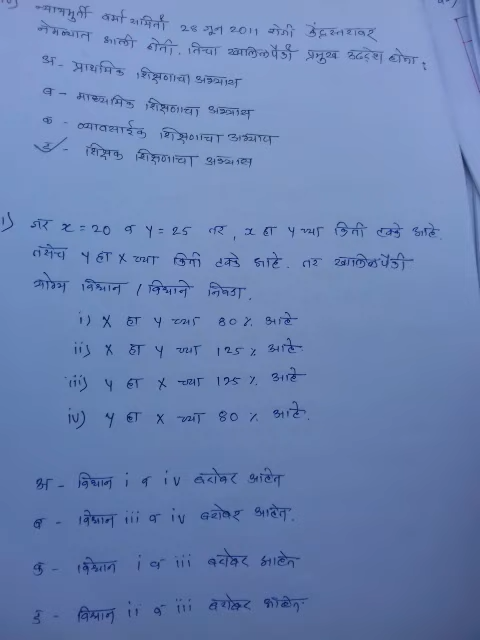 न्यायमुर्ती वर्मा समिती 28 जून 2011 रोजी केंद्रस्तरावर
नेमण्यात आली होती. तिचा खालीलपैकी प्रमुख उद्देश होता :
अ - प्राथमिक शिक्षणाचा अभ्यास
ब - माध्यमिक शिक्षणाचा अभ्यास
क - व्यावसाईक शिक्षणाचा अभ्यास
ड - शिक्षक शिक्षणाचा अभ्यास
1) जर x = 20 व y = 25 तर, x हा y च्या किती टक्के आहे.
तसेच y हा x च्या किती टक्के आहे. तर खालीलपैकी
योग्य विधान / विधाने निवडा.
i) x हा y च्या 80 % आहे
ii) x हा y च्या 125 % आहे.
iii) y हा x च्या 125 % आहे
iv) y हा x च्या 80 % आहे.
अ - विधान i व iv बरोबर आहेत
ब - विधान iii व iv बरोबर आहेत.
क - विधान i व iii बरोबर आहेत
ड - विधान ii व iii बरोबर आहेत.